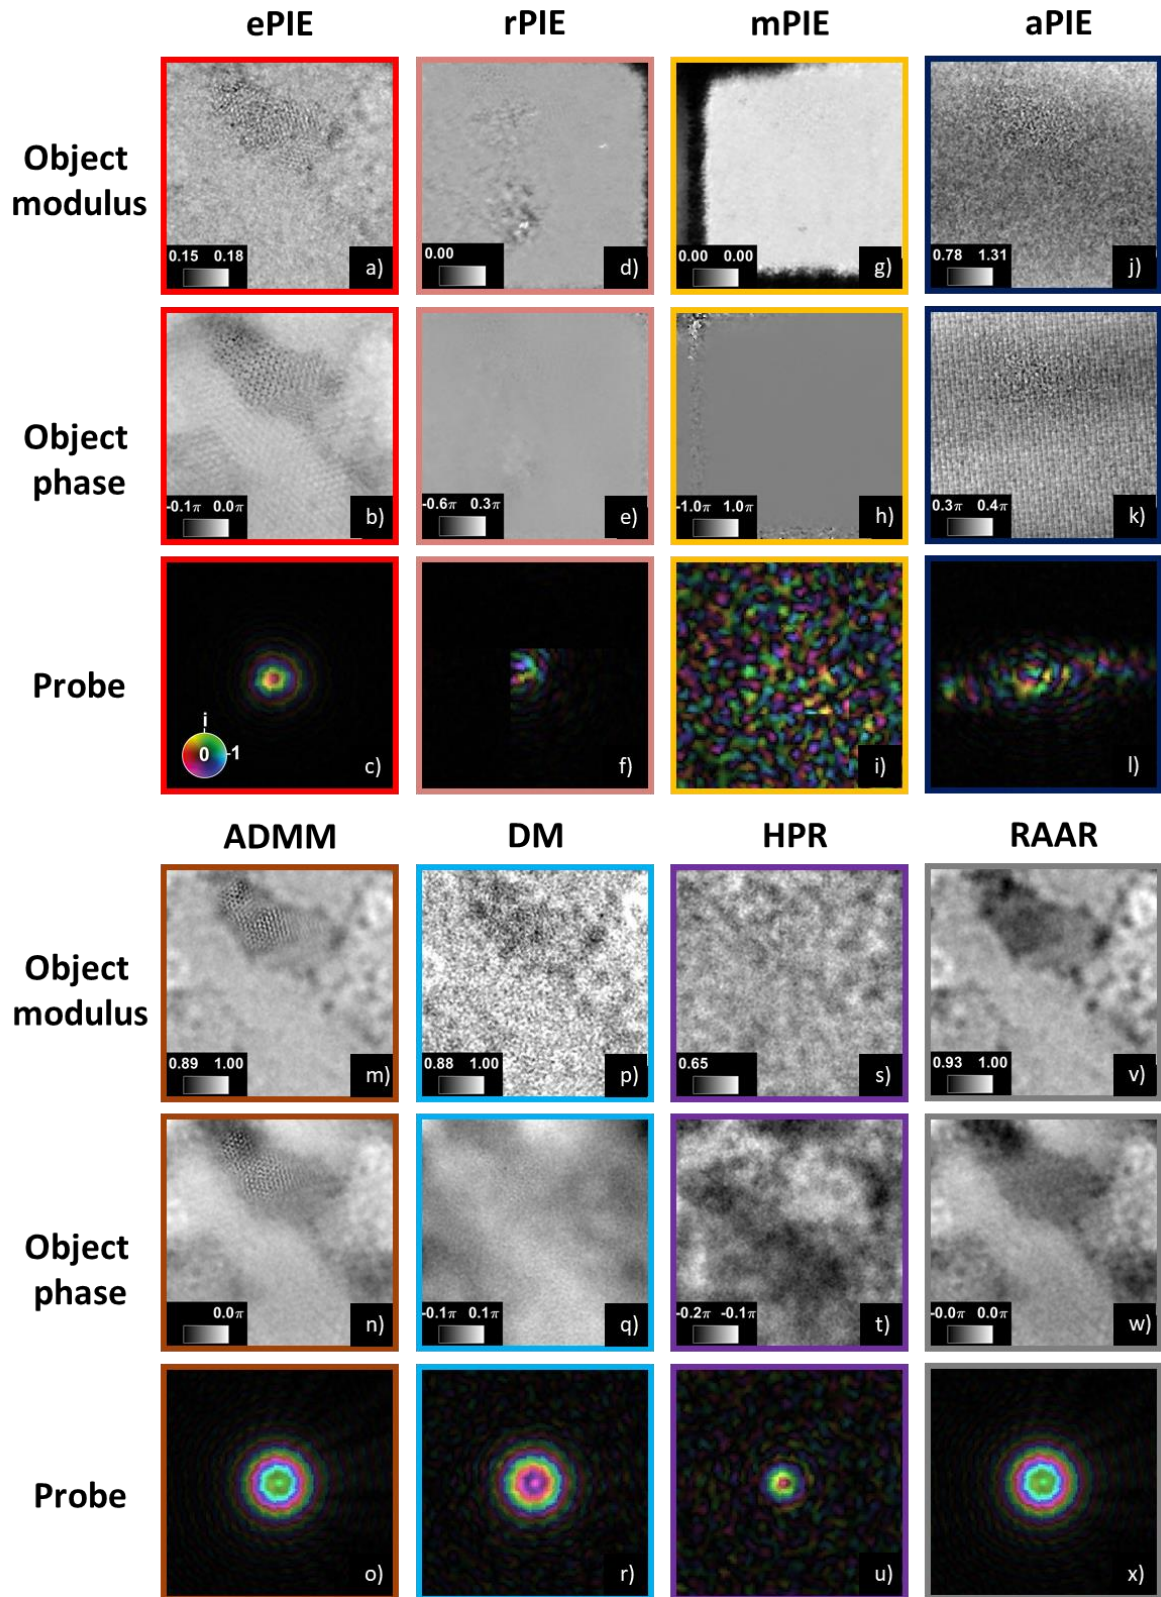 ePIE rPIE mPIE aPIE
Object modulus
0.15 0.18 a) 0.00 d) 0.00 0.00 g) 0.78 1.31 j)
Object phase
-0.1π 0.0π b) -0.6π 0.3π e) -1.0π 1.0π h) 0.3π 0.4π k)
Probe
i
0 -1 c) f) i) l)
ADMM DM HPR RAAR
Object modulus
0.89 1.00 m) 0.88 1.00 p) 0.65 s) 0.93 1.00 v)
Object phase
0.0π n) -0.1π 0.1π q) -0.2π -0.1π t) -0.0π 0.0π w)
Probe
o) r) u) x)